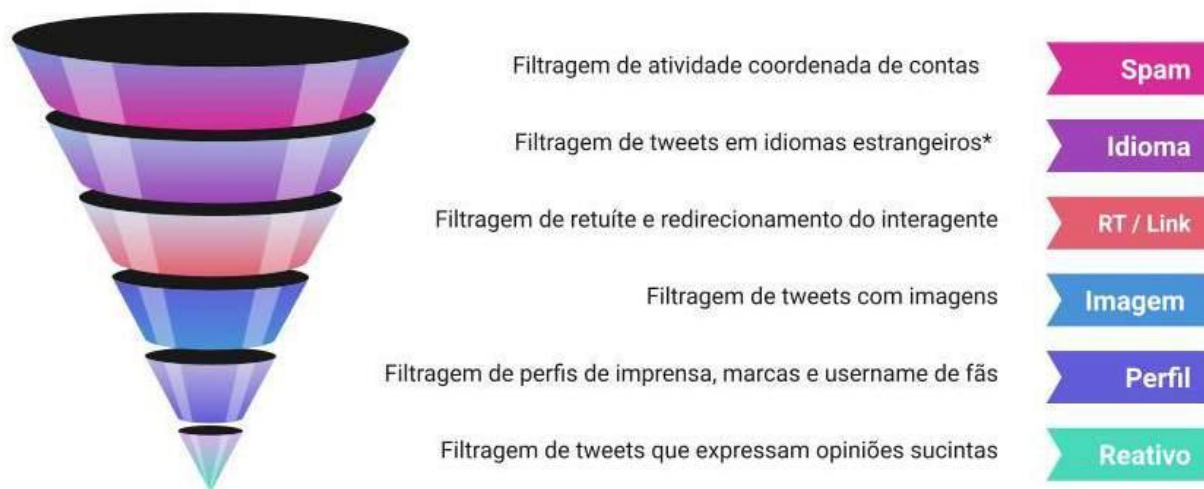 Filtragem de atividade coordenada de contas
Spam
Filtragem de tweets em idiomas estrangeiros*
Idioma
Filtragem de retuíte e redirecionamento do interagente
RT / Link
Filtragem de tweets com imagens
Imagem
Filtragem de perfis de imprensa, marcas e username de fãs
Perfil
Filtragem de tweets que expressam opiniões sucintas
Reativo